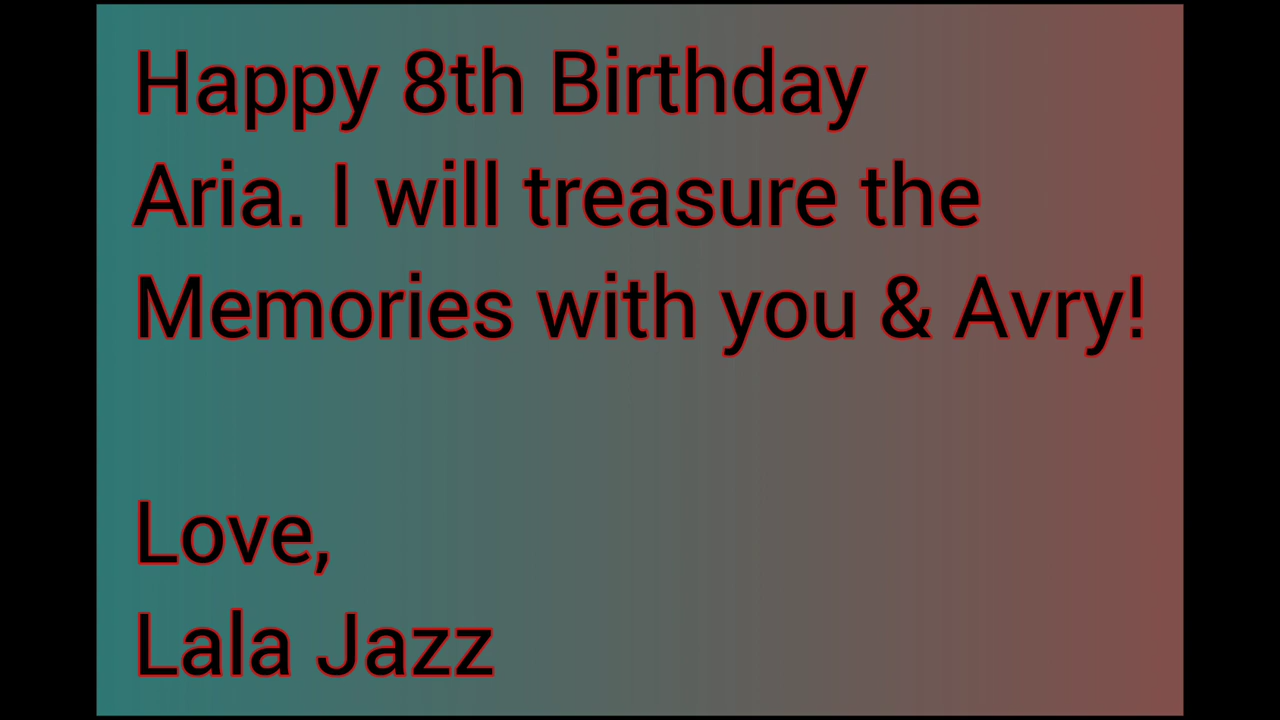 Happy 8th Birthday
Aria. I will treasure the
Memories with you & Avry!
Love,
Lala Jazz